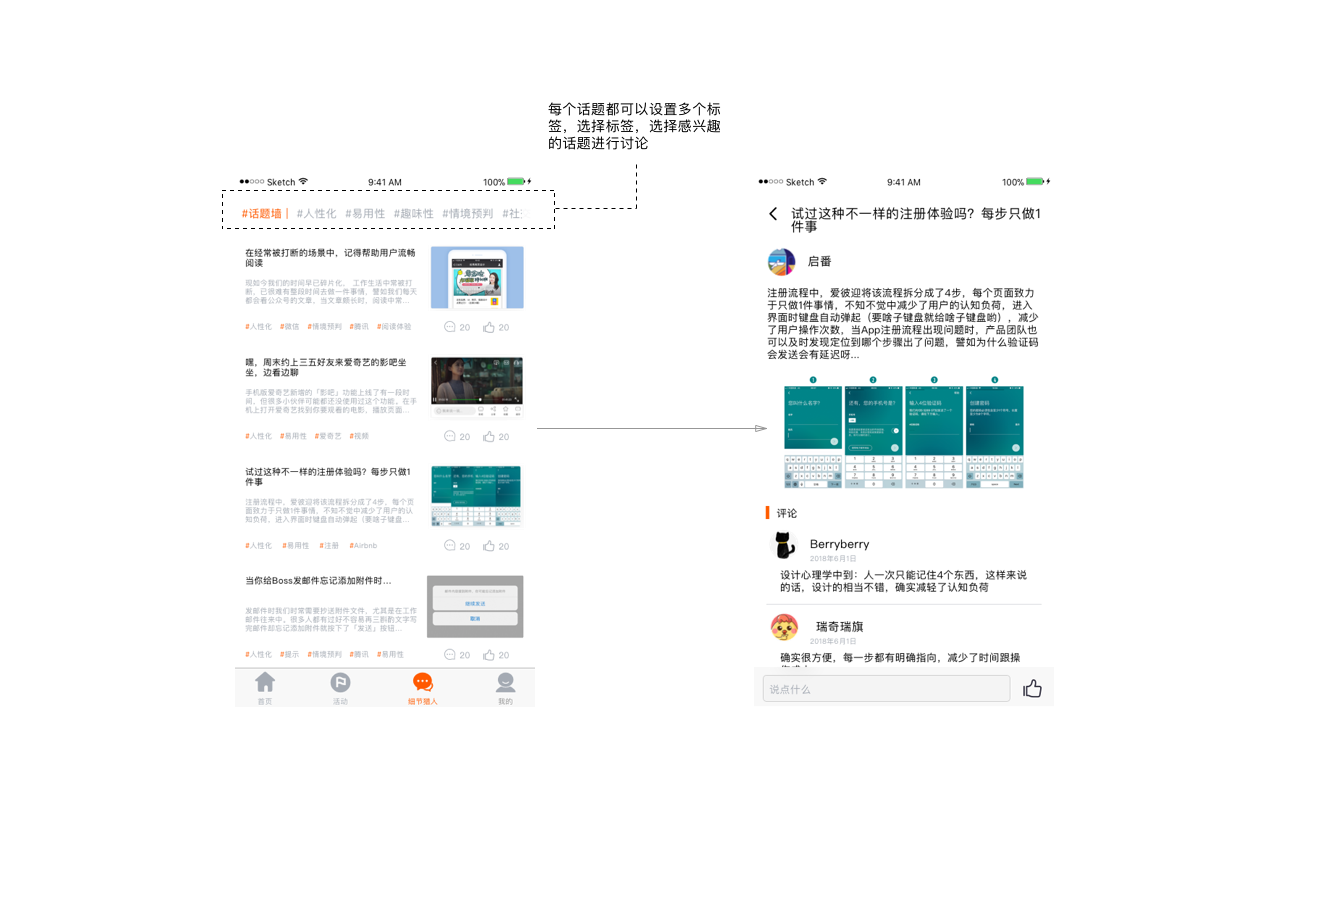 每个话题都可以设置多个标
签，选择标签，选择感兴趣
的话题进行讨论
Sketch 9:41 AM 100%
#话题墙 #人性化 #易用性 #趣味性 #情境预判 #社
在经常被打断的场景中，记得帮助用户流畅
阅读
现如今我们的时间早已碎片化，工作生活中常被打
断，已很难有整段时间去做一件事情，譬如我们每天
都会看公众号的文章，当文章颇长时，阅读中常...
#人性化 #微信 #情境预判 #腾讯 #阅读体验 20 20
嘿，周末约上三五好友来爱奇艺的影吧坐
坐，边看边聊
手机版爱奇艺新增的「影吧」功能上线了有一段时
间，但很多小伙伴可能都还没使用过这个功能，在手
机上打开爱奇艺找到你要观看的电影，播放页面...
#人性化 #易用性 #爱奇艺 #视频 20 20
试过这种不一样的注册体验吗？每步只做1
件事
注册流程中，爱彼迎将该流程拆分成了4步，每个页
面致力于只做1件事情，不知不觉中减少了用户的认
知负荷，进入界面时键盘自动弹起（要啥子键盘...
#人性化 #易用性 #注册 #Airbnb 20 20
当你给Boss发邮件忘记添加附件时...
发邮件时我们时常需要抄送附件文件，尤其是在工作
邮件往来中，很多人都有过好不容易再三斟酌文字写
完邮件却忘记添加附件就按下了「发送」按钮...
继续发送
取消
#人性化 #提示 #情境预判 #腾讯 #易用性 20 20
首页 活动 细节猎人 我的
Sketch 9:41 AM 100%
试过这种不一样的注册体验吗？每步只做1
件事
启番
注册流程中，爱彼迎将该流程拆分成了4步，每个页面致力
于只做1件事情，不知不觉中减少了用户的认知负荷，进入
界面时键盘自动弹起（要啥子键盘就给啥子键盘哟），减少
了用户操作次数，当App注册流程出现问题时，产品团队也
可以及时发现定位到哪个步骤出了问题，譬如为什么验证码
会发送会有延迟呀...
1 2 3 4
您叫什么名字? 还有，您的手机号是? 输入4位验证码 创建密码
评论
Berryberry
2018年6月1日
设计心理学中到：人一次只能记住4个东西，这样来说
的话，设计的相当不错，确实减轻了认知负荷
瑞奇瑞旗
2018年6月1日
确实很方便，每一步都有明确指向，减少了时间跟操
说点什么